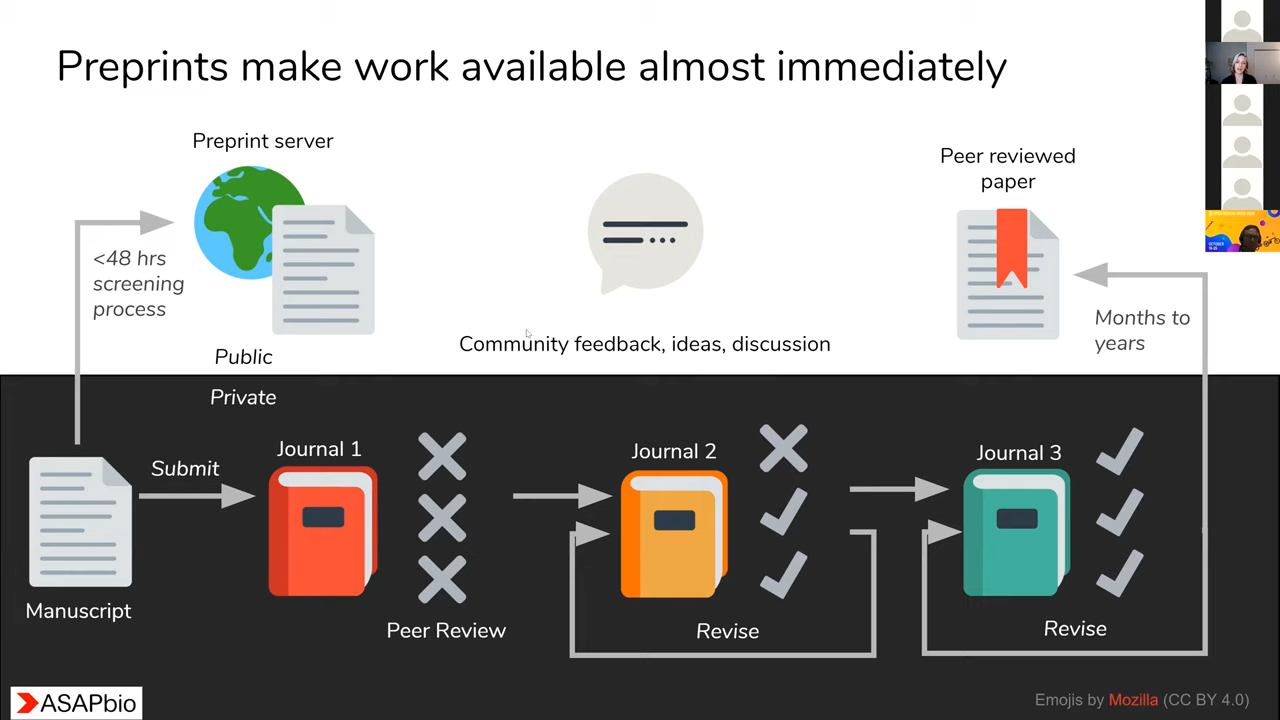 Preprints make work available almost immediately
Preprint server
Peer reviewed
paper
<48 hrs
screening
process
Months to
years
Community feedback, ideas, discussion
Public
Private
Journal 1
Journal 2
Journal 3
Submit
Manuscript
Peer Review
Revise
Revise
ASAPbio
Emojis by Mozilla (CC BY 4.0)